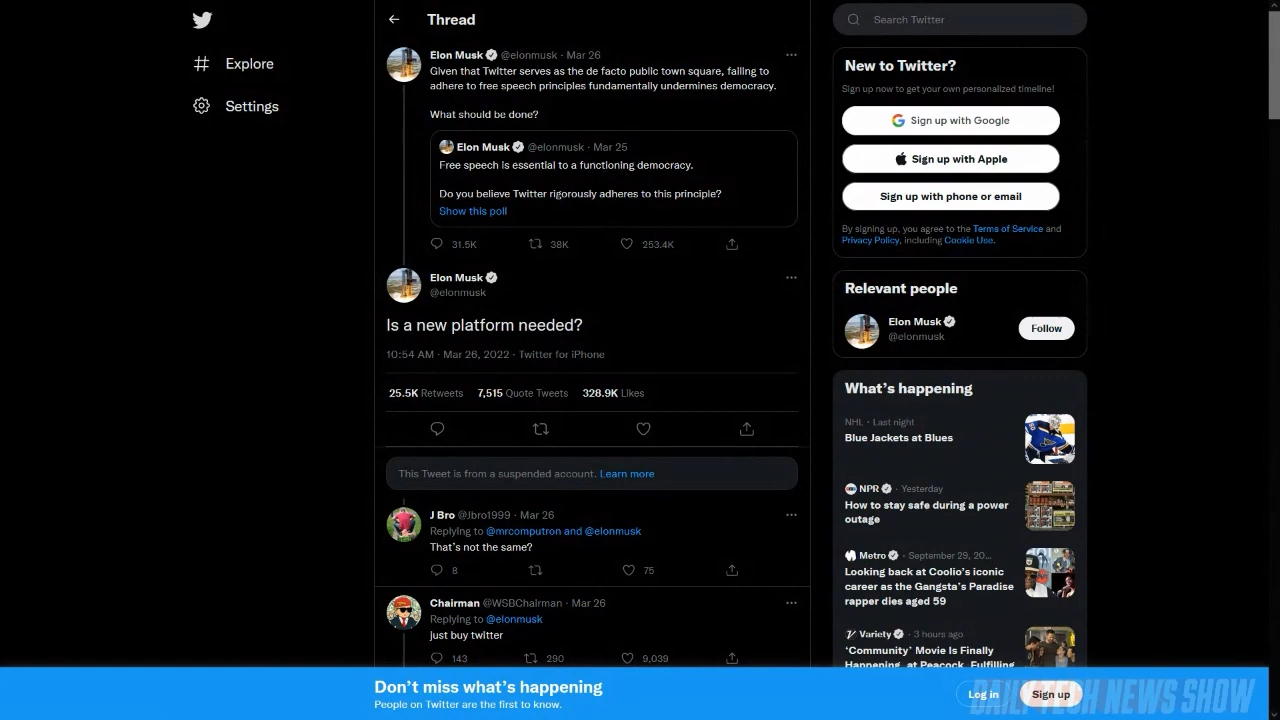 Explore
Settings
Thread
Elon Musk @elonmusk · Mar 26
Given that Twitter serves as the de facto public town square, failing to
adhere to free speech principles fundamentally undermines democracy.
What should be done?
Elon Musk @elonmusk · Mar 25
Free speech is essential to a functioning democracy.
Do you believe Twitter rigorously adheres to this principle?
Show this poll
31.5K 38K 253.4K
Elon Musk
@elonmusk
Is a new platform needed?
10:54 AM · Mar 26, 2022 · Twitter for iPhone
25.5K Retweets 7,515 Quote Tweets 328.9K Likes
This Tweet is from a suspended account. Learn more
J Bro @Jbro1999 · Mar 26
Replying to @mrcomputron and @elonmusk
That's not the same?
8 75
Chairman @WSBChairman · Mar 26
Replying to @elonmusk
just buy twitter
143 290 9,039
Search Twitter
New to Twitter?
Sign up now to get your own personalized timeline!
Sign up with Google
Sign up with Apple
Sign up with phone or email
By signing up, you agree to the Terms of Service and
Privacy Policy, including Cookie Use.
Relevant people
Elon Musk
@elonmusk
Follow
What's happening
NHL · Last night
Blue Jackets at Blues
NPR · Yesterday
How to stay safe during a power
outage
Metro · September 29, 20...
Looking back at Coolio's iconic
career as the Gangsta's Paradise
rapper dies aged 59
Variety · 3 hours ago
'Community' Movie Is Finally
Happening, at Peacock, Fulfilling
Don't miss what's happening
People on Twitter are the first to know.
Log in
Sign up
DAILY TECH NEWS SHOW